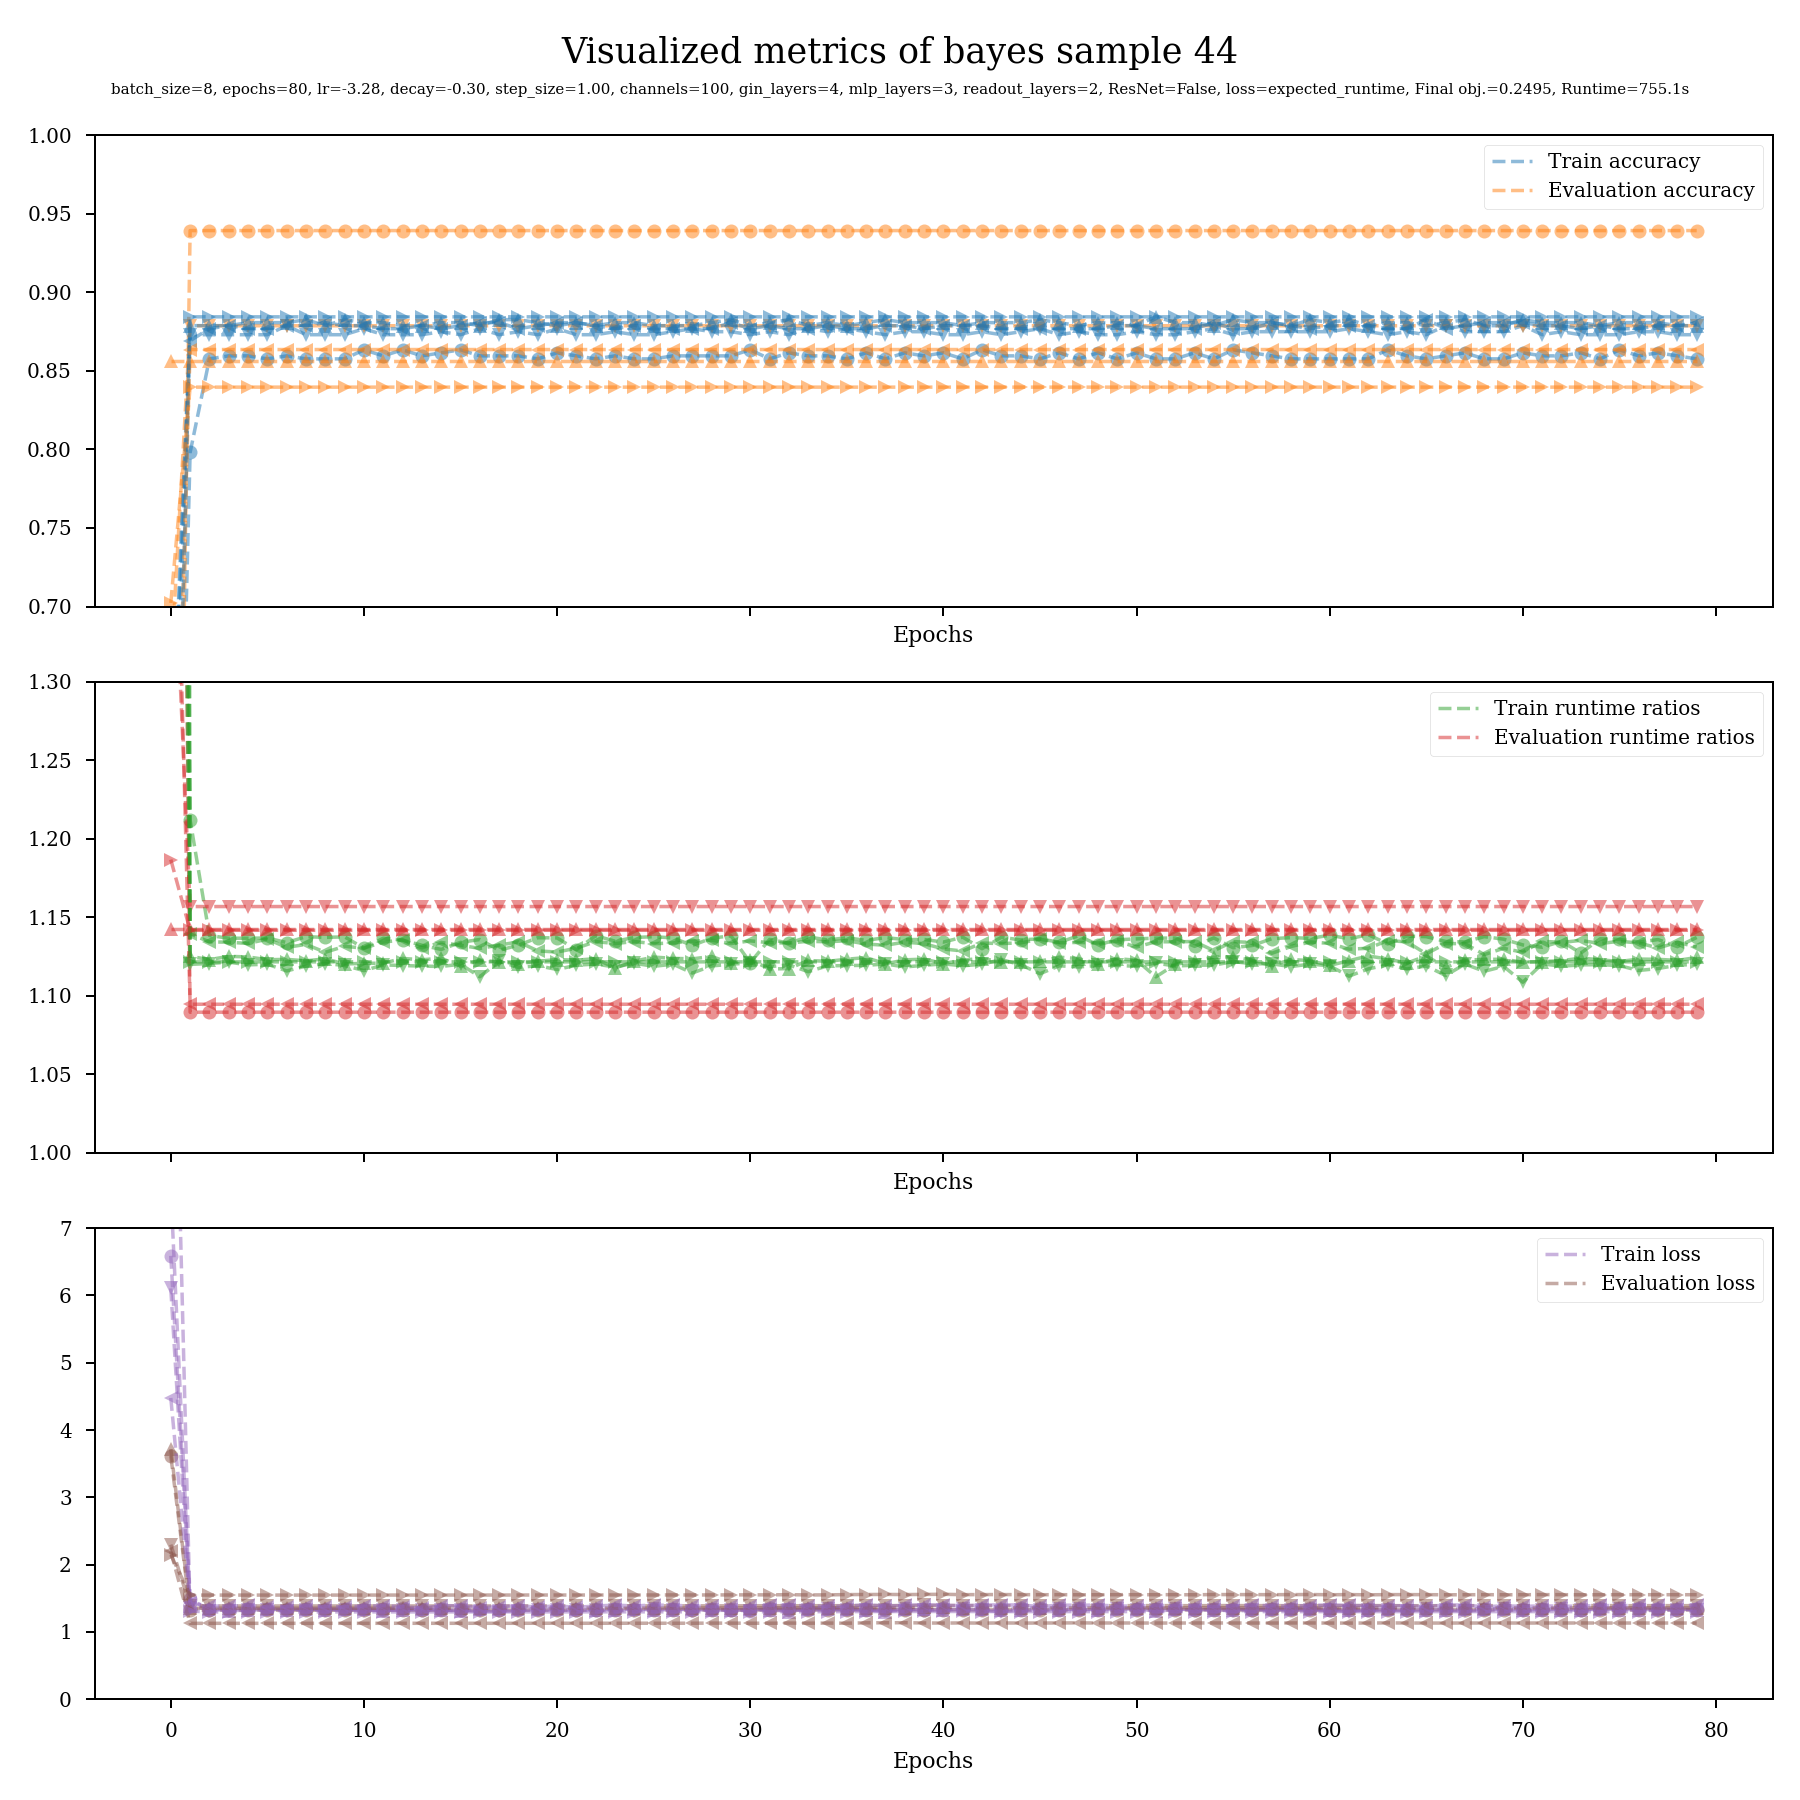 Visualized metrics of bayes sample 44
batch_size=8, epochs=80, lr=-3.28, decay=-0.30, step_size=1.00, channels=100, gin_layers=4, mlp_layers=3, readout_layers=2, ResNet=False, loss=expected_runtime, Final obj.=0.2495, Runtime=755.1s
1.00
0.95
0.90
0.85
0.80
0.75
0.70
Train accuracy
Evaluation accuracy
Epochs
1.30
1.25
1.20
1.15
1.10
1.05
1.00
Train runtime ratios
Evaluation runtime ratios
Epochs
7
6
5
4
3
2
1
0
Train loss
Evaluation loss
0 10 20 30 40 50 60 70 80
Epochs